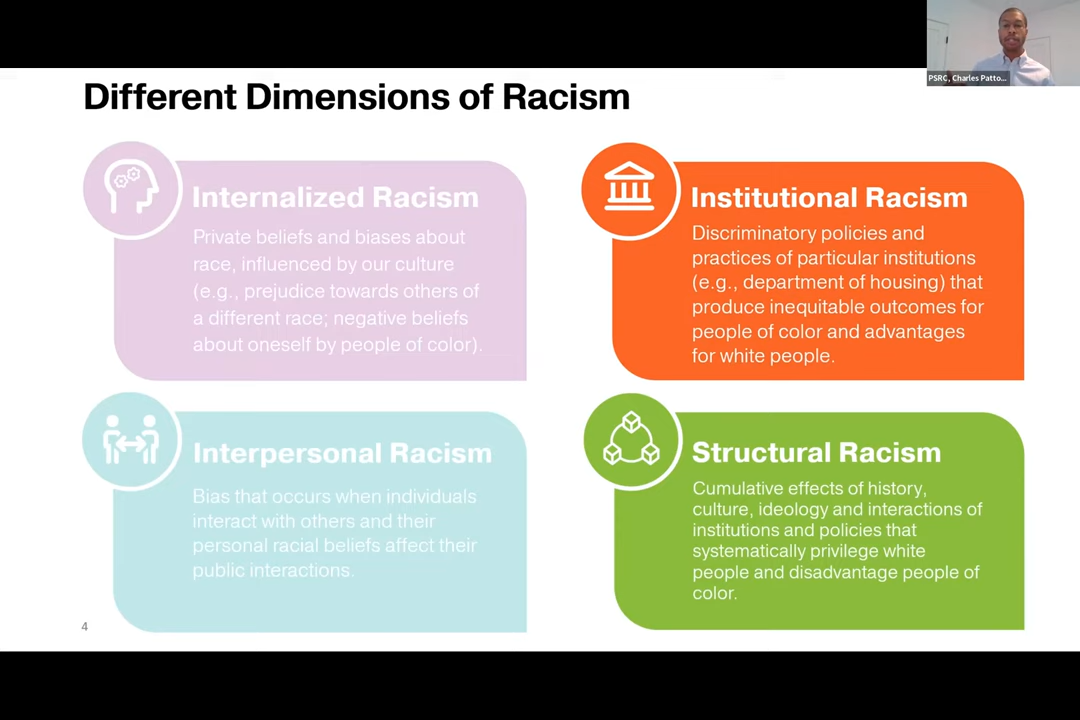 PSRC, Charles Patto...
Different Dimensions of Racism
Internalized Racism
Private beliefs and biases about
race, influenced by our culture
(e.g., prejudice towards others of
a different race; negative beliefs
about oneself by people of color).
Institutional Racism
Discriminatory policies and
practices of particular institutions
(e.g., department of housing) that
produce inequitable outcomes for
people of color and advantages
for white people.
Interpersonal Racism
Bias that occurs when individuals
interact with others and their
personal racial beliefs affect their
public interactions.
Structural Racism
Cumulative effects of history,
culture, ideology and interactions of
institutions and policies that
systematically privilege white
people and disadvantage people of
color.
4